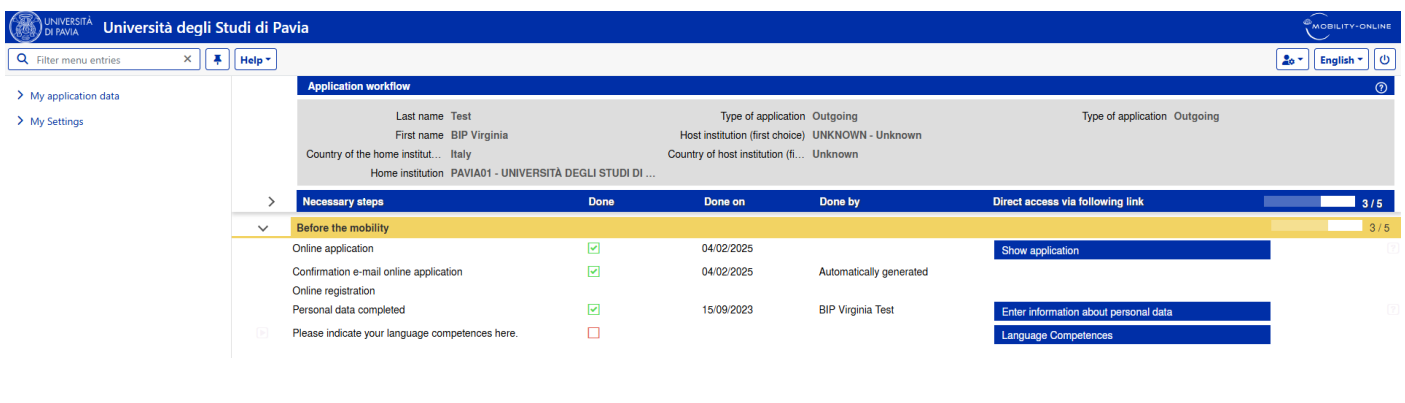 UNIVERSITÀ
DI PAVIA
Università degli Studi di Pavia
MOBILITY-ONLINE
Filter menu entries
Help
English
My application data
My Settings
Application workflow
Last name Test Type of application Outgoing Type of application Outgoing
First name BIP Virginia Host institution (first choice) UNKNOWN - Unknown
Country of the home institut... Italy Country of host institution (fi... Unknown
Home institution PAVIA01 - UNIVERSITÀ DEGLI STUDI DI ...
Necessary steps Done Done on Done by Direct access via following link 3 / 5
Before the mobility 3 / 5
Online application 04/02/2025 Show application
Confirmation e-mail online application 04/02/2025 Automatically generated
Online registration
Personal data completed 15/09/2023 BIP Virginia Test Enter information about personal data
Please indicate your language competences here. Language Competences